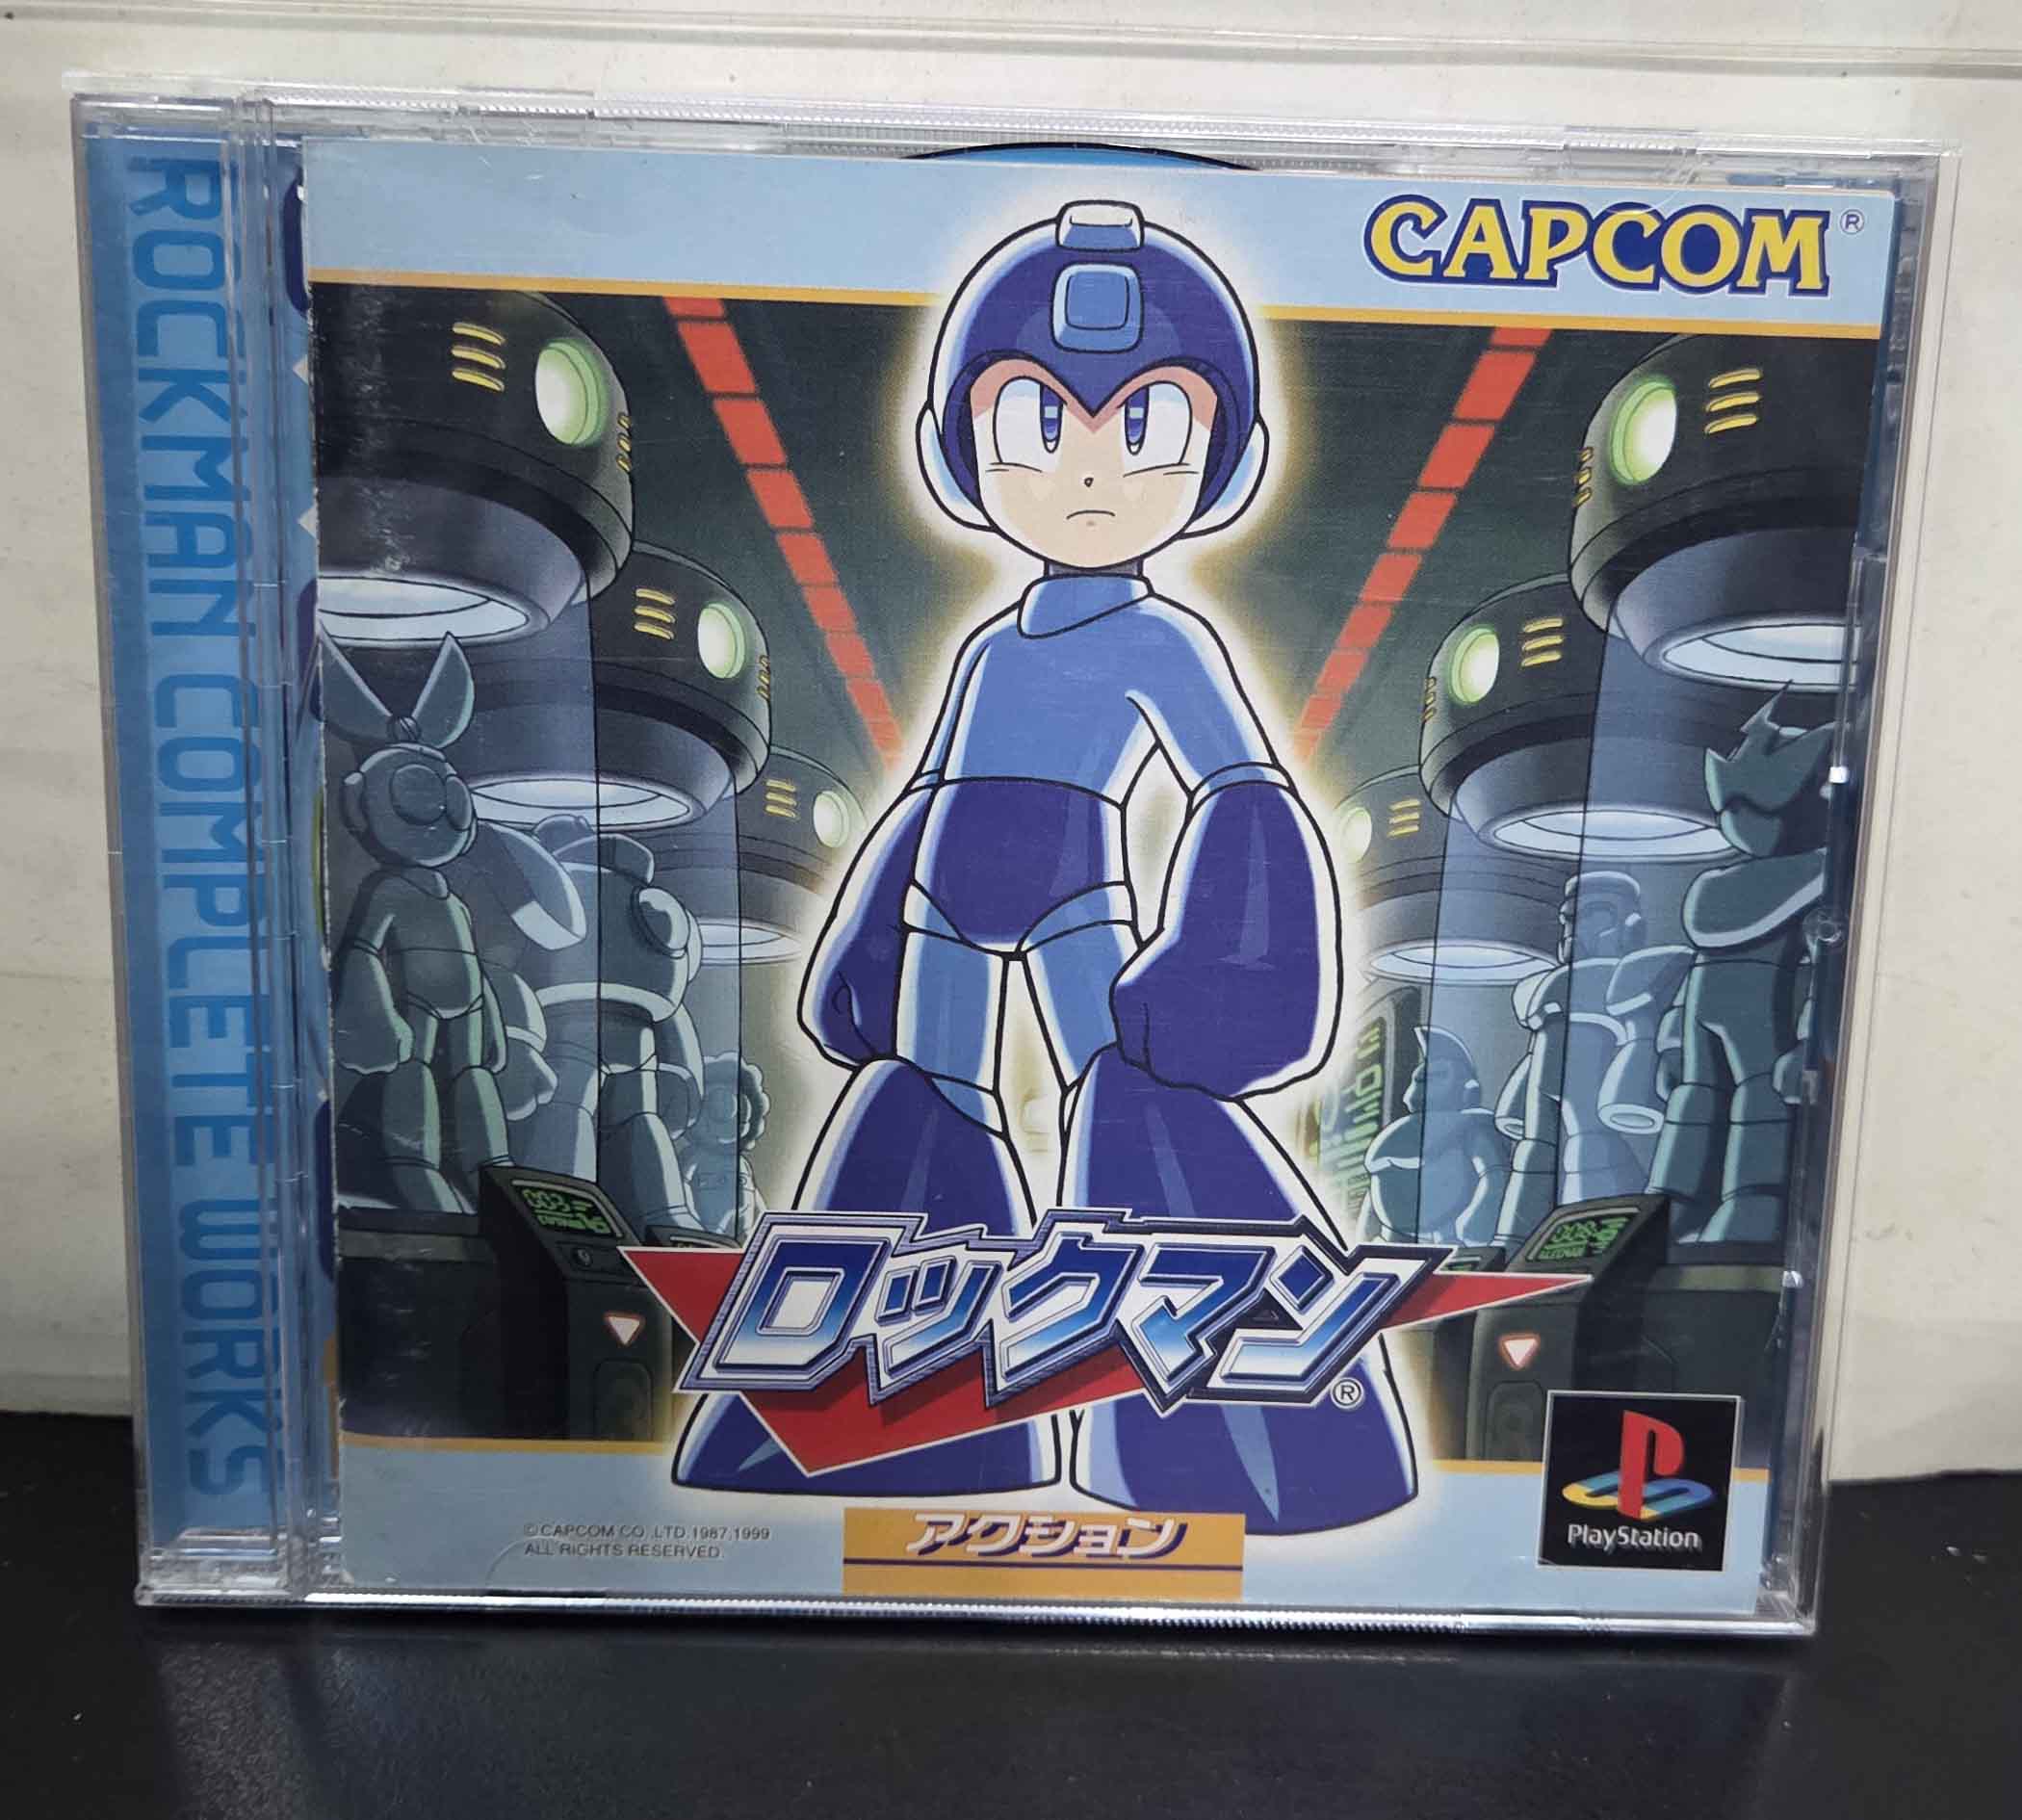 CAPCOM®
ROCKMAN COMPLETE WORKS
ロックマン®
©CAPCOM CO.,LTD.1987,1999
ALL RIGHTS RESERVED.
アクション
PlayStation